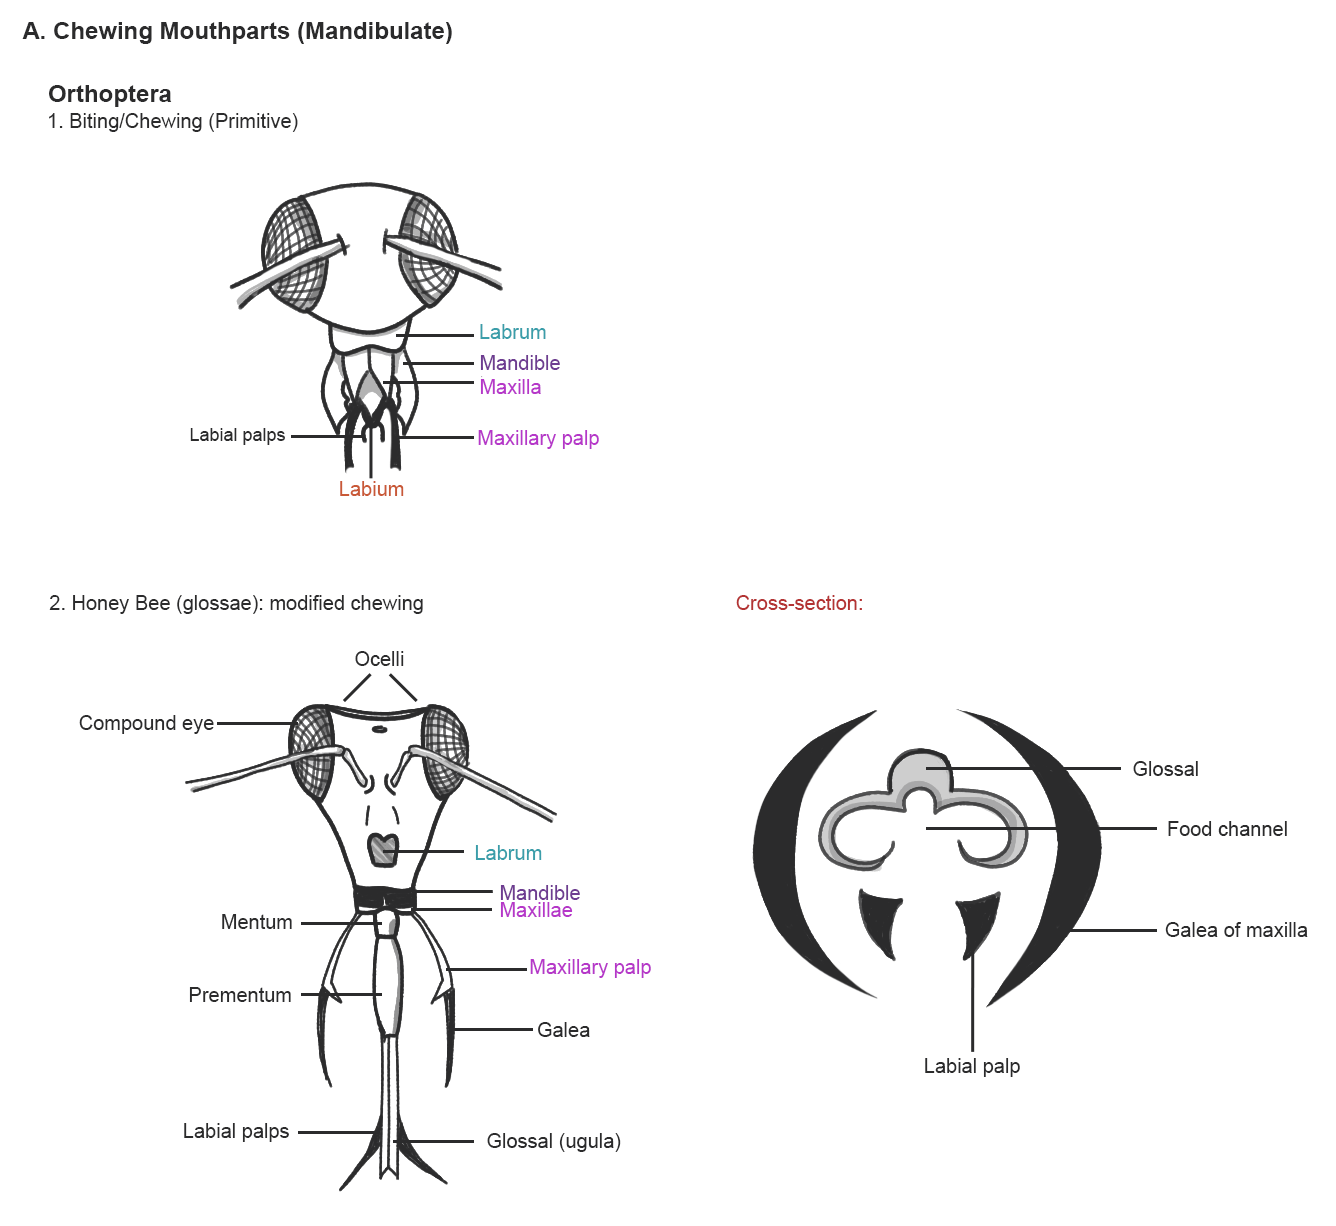 A. Chewing Mouthparts (Mandibulate)
Orthoptera
1. Biting/Chewing (Primitive)
Labrum
Mandible
Maxilla
Labial palps
Maxillary palp
Labium
2. Honey Bee (glossae): modified chewing
Cross-section:
Ocelli
Compound eye
Labrum
Mandible
Maxillae
Mentum
Maxillary palp
Prementum
Galea
Labial palps
Glossal (ugula)
Glossal
Food channel
Galea of maxilla
Labial palp